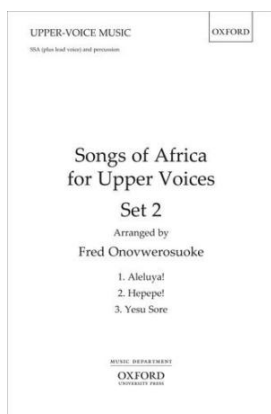 UPPER-VOICE MUSIC
OXFORD
SSA (plus lead voice) and percussion
Songs of Africa
for Upper Voices
Set 2
Arranged by
Fred Onovwerosuoke
1. Aleluya!
2. Hepepe!
3. Yesu Sore
MUSIC DEPARTMENT
OXFORD
UNIVERSITY PRESS